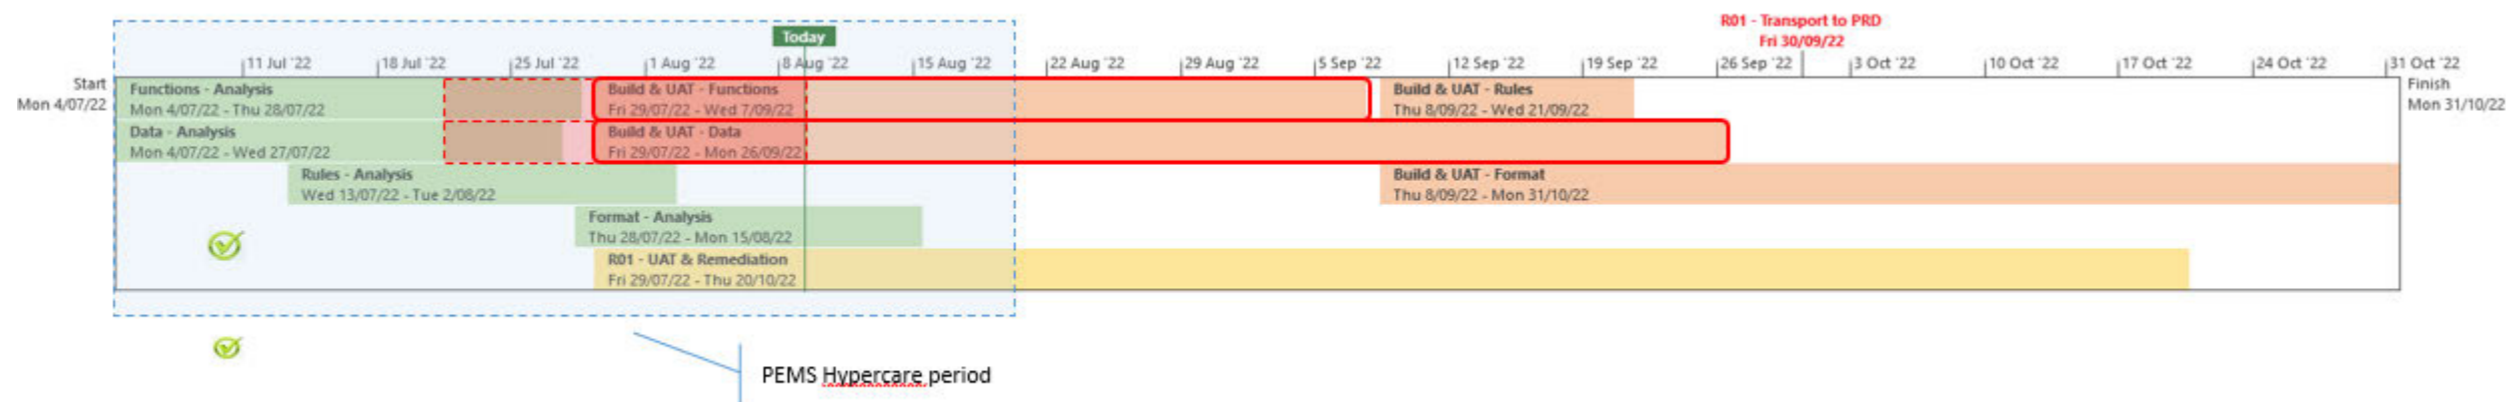 R01 - Transport to PRD
Fri 30/09/22
Today
11 Jul '22 18 Jul '22 25 Jul '22 1 Aug '22 8 Aug '22 15 Aug '22 22 Aug '22 29 Aug '22 5 Sep '22 12 Sep '22 19 Sep '22 26 Sep '22 3 Oct '22 10 Oct '22 17 Oct '22 24 Oct '22 31 Oct '22
Start
Mon 4/07/22
Functions - Analysis
Mon 4/07/22 - Thu 28/07/22
Build & UAT - Functions
Fri 29/07/22 - Wed 7/09/22
Build & UAT - Rules
Thu 8/09/22 - Wed 21/09/22
Finish
Mon 31/10/22
Data - Analysis
Mon 4/07/22 - Wed 27/07/22
Build & UAT - Data
Fri 29/07/22 - Mon 26/09/22
Rules - Analysis
Wed 13/07/22 - Tue 2/08/22
Build & UAT - Format
Thu 8/09/22 - Mon 31/10/22
Format - Analysis
Thu 28/07/22 - Mon 15/08/22
R01 - UAT & Remediation
Fri 29/07/22 - Thu 20/10/22
PEMS Hypercare period